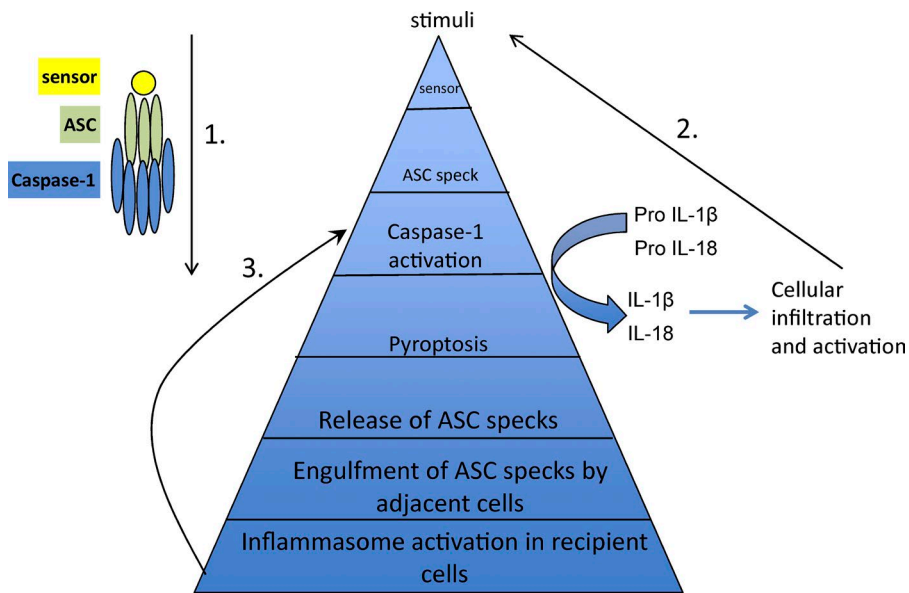 stimuli
sensor
ASC
Caspase-1
1.
sensor
ASC speck
Caspase-1
activation
Pyroptosis
Release of ASC specks
Engulfment of ASC specks by
adjacent cells
Inflammasome activation in recipient
cells
2.
Pro IL-1β
Pro IL-18
IL-1β
IL-18
Cellular
infiltration
and activation
3.